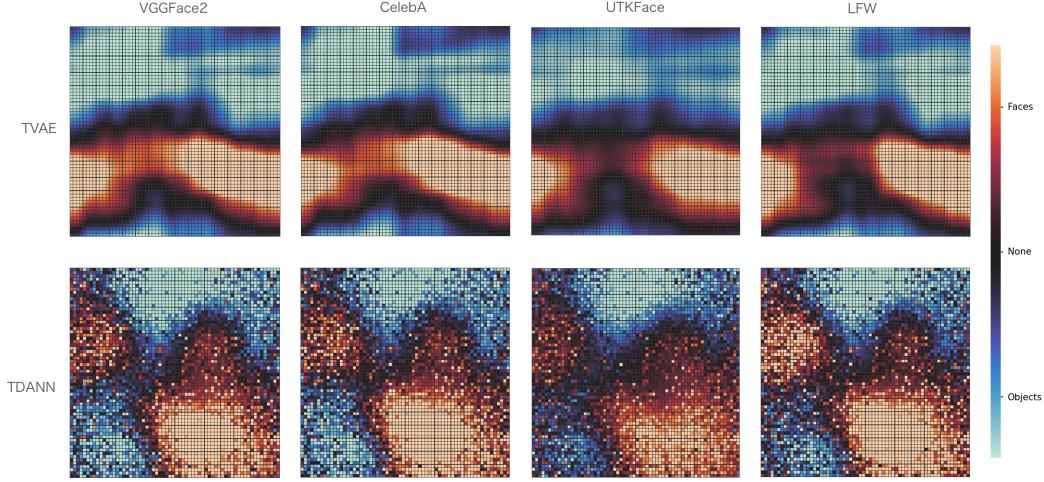 VGGFace2 CelebA UTKFace LFW
TVAE
Faces
None
TDANN
Objects